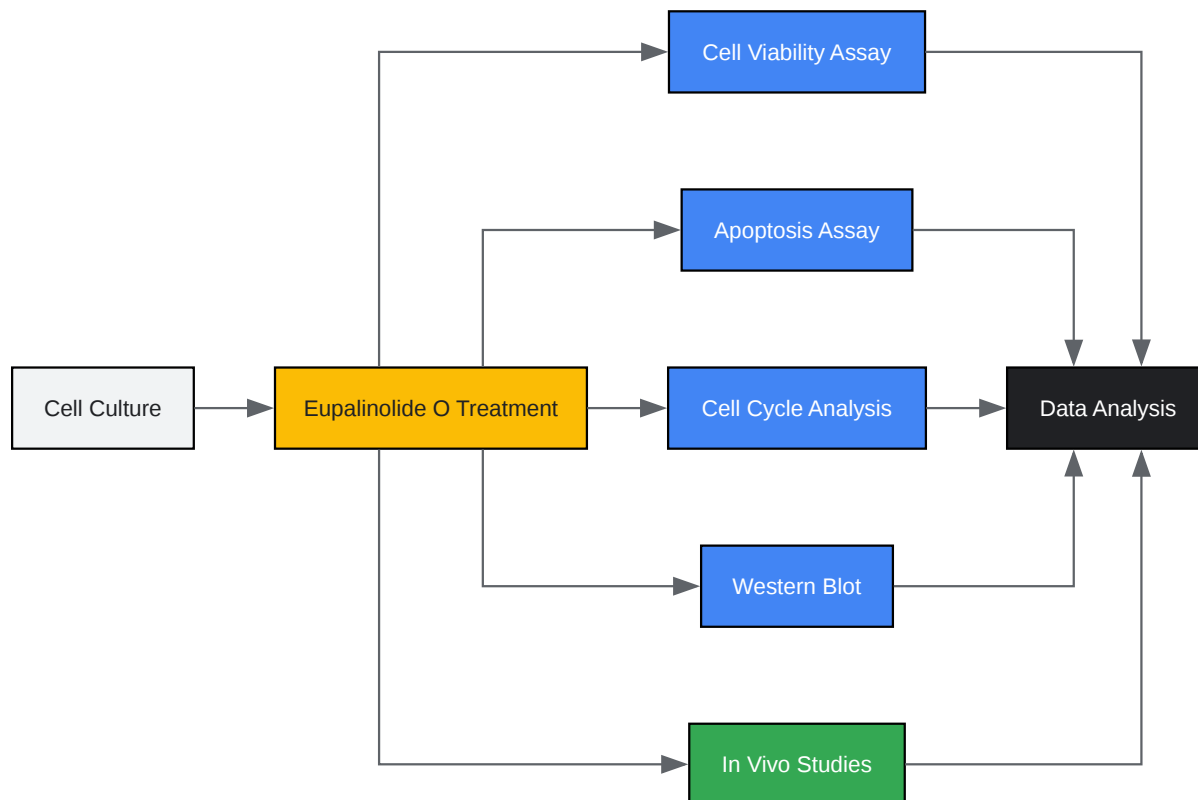 Cell Viability Assay
Apoptosis Assay
Cell Culture
Eupalinolide O Treatment
Cell Cycle Analysis
Data Analysis
Western Blot
In Vivo Studies